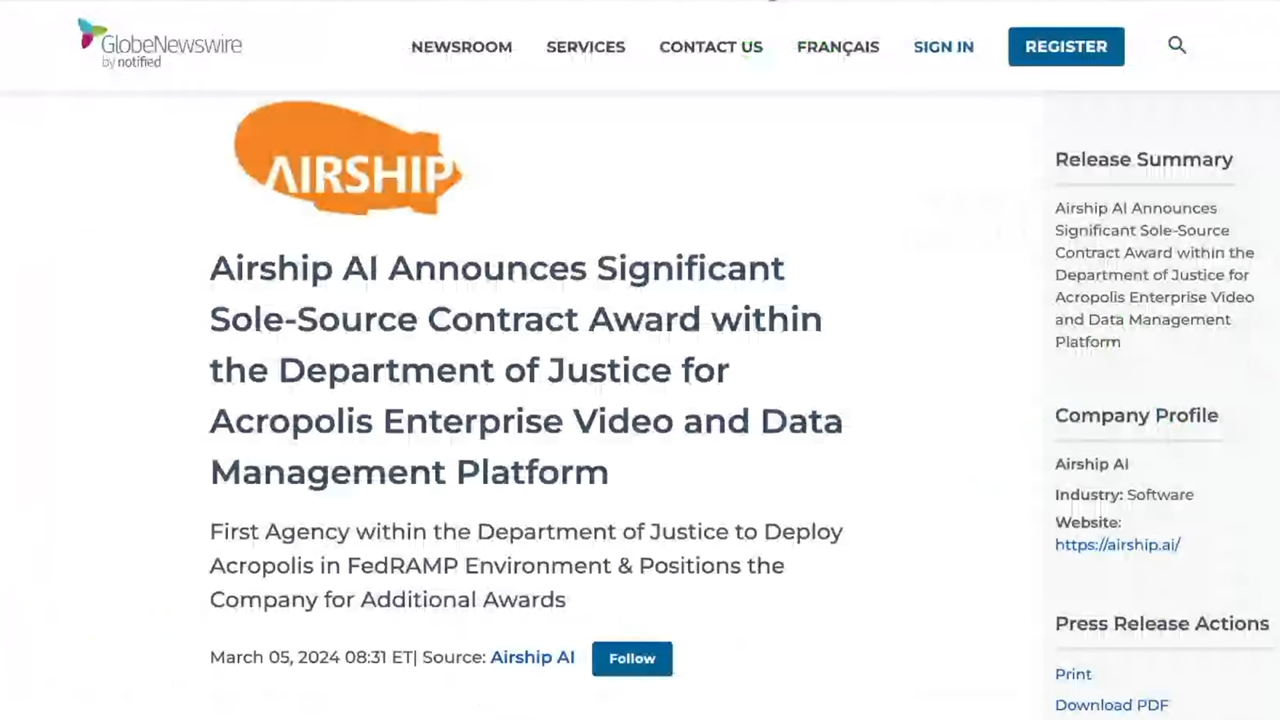 GlobeNewswire
by notified
NEWSROOM SERVICES CONTACT US FRANÇAIS SIGN IN REGISTER
AIRSHIP
Airship AI Announces Significant
Sole-Source Contract Award within
the Department of Justice for
Acropolis Enterprise Video and Data
Management Platform
First Agency within the Department of Justice to Deploy
Acropolis in FedRAMP Environment & Positions the
Company for Additional Awards
March 05, 2024 08:31 ET| Source: Airship AI Follow
Release Summary
Airship AI Announces
Significant Sole-Source
Contract Award within the
Department of Justice for
Acropolis Enterprise Video
and Data Management
Platform
Company Profile
Airship AI
Industry: Software
Website:
https://airship.ai/
Press Release Actions
Print
Download PDF